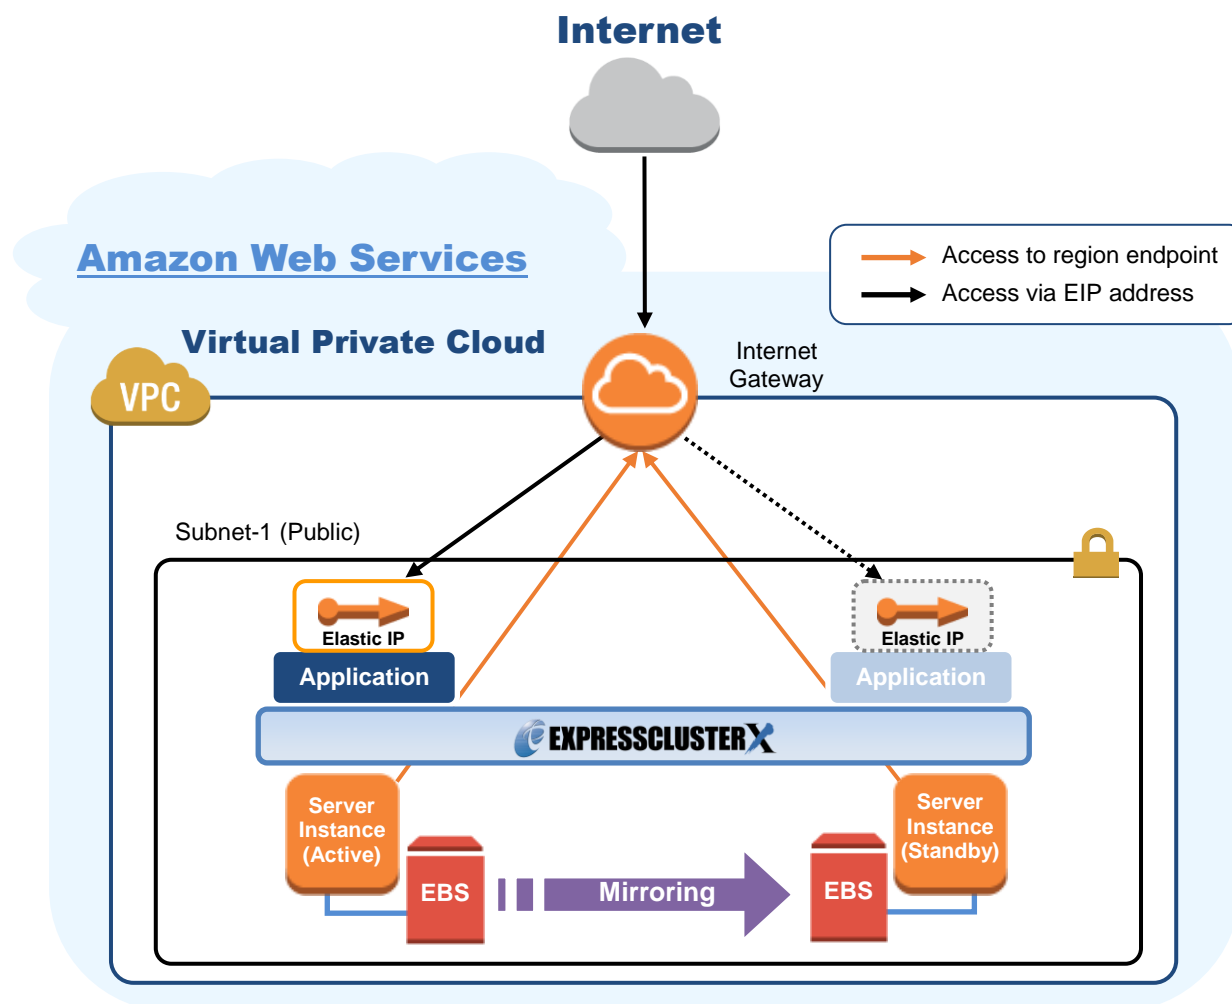 Internet
Amazon Web Services
Access to region endpoint
Access via EIP address
Virtual Private Cloud
Internet
Gateway
VPC
Subnet-1 (Public)
Elastic IP
Elastic IP
Application
Application
EXPRESSCLUSTER X
Server
Instance
(Active)
Server
Instance
(Standby)
EBS
Mirroring
EBS